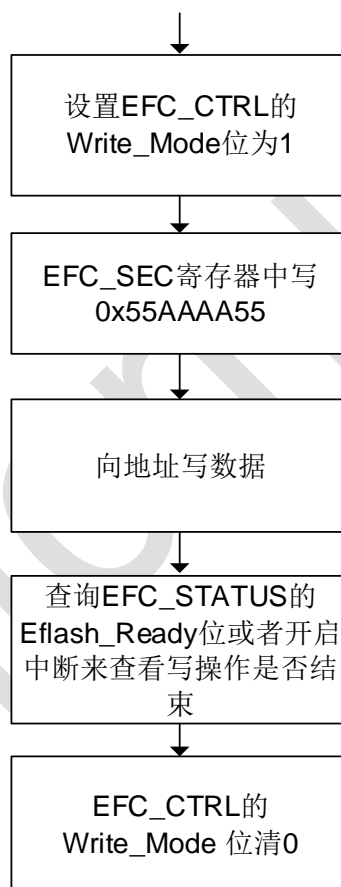 设置EFC_CTRL的
Write_Mode位为1
EFC_SEC寄存器中写
0x55AAAA55
向地址写数据
查询EFC_STATUS的
Eflash_Ready位或者开启
中断来查看写操作是否结
束
EFC_CTRL的
Write_Mode 位清0